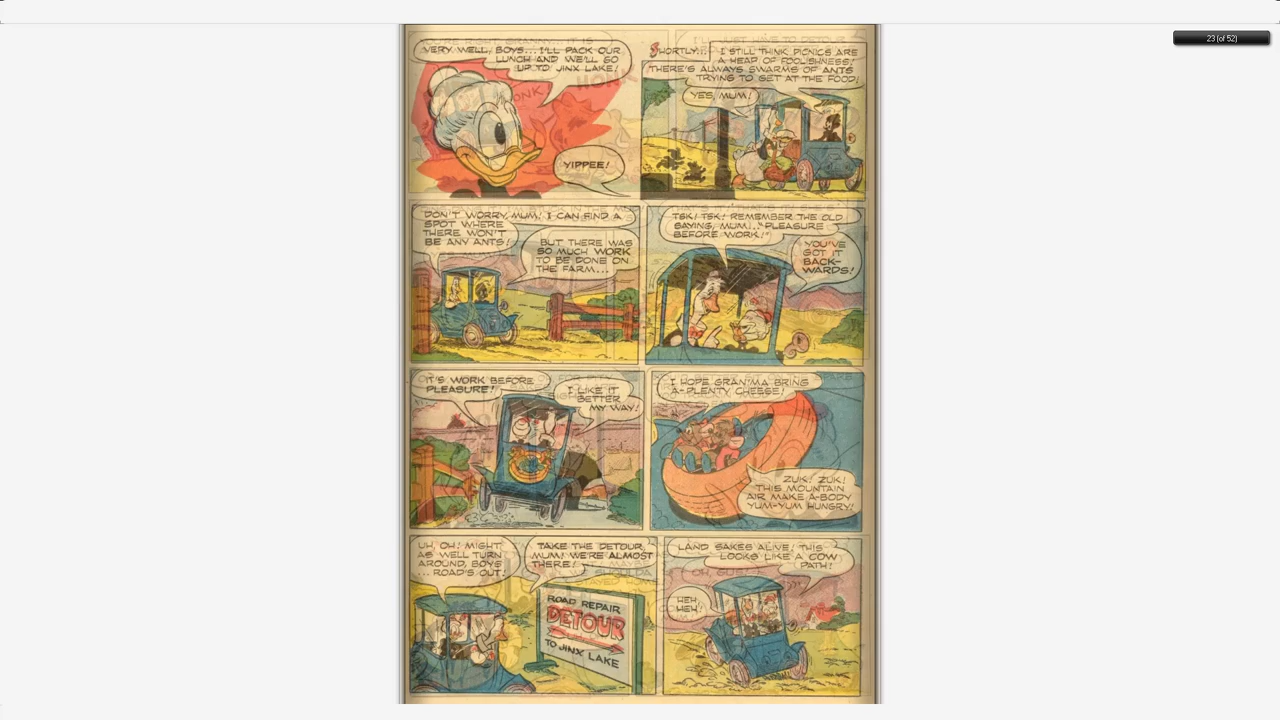 23 (of 52)
VERY WELL, BOYS... I'LL PACK OUR
LUNCH AND WE'LL GO
UP TO JINX LAKE!
YIPPEE!
SHORTLY...
I STILL THINK PICNICS ARE
A HEAP OF FOOLISHNESS!
THERE'S ALWAYS SWARMS OF ANTS
TRYING TO GET AT THE FOOD!
YES, MUM!
DON'T WORRY, MUM! I CAN FIND A
SPOT WHERE
THERE WON'T
BE ANY ANTS!
BUT THERE WAS
SO MUCH WORK
TO BE DONE ON
THE FARM...
TSK! TSK! REMEMBER THE OLD
SAYING, MUM... "PLEASURE
BEFORE WORK!"
YOU'VE
GOT IT
BACK-
WARDS!
IT'S WORK BEFORE
PLEASURE!
I LIKE IT
BETTER
MY WAY!
I HOPE GRAN'MA BRING
A-PLENTY CHEESE!
ZUK! ZUK!
THIS MOUNTAIN
AIR MAKE A-BODY
YUM-YUM HUNGRY!
UH, OH! MIGHT
AS WELL TURN
AROUND, BOYS
... ROAD'S OUT!
TAKE THE DETOUR,
MUM! WE'RE ALMOST
THERE!
ROAD REPAIR
DETOUR
TO JINX LAKE
LAND SAKES ALIVE! THIS
LOOKS LIKE A COW
PATH!
HEH,
HEH!